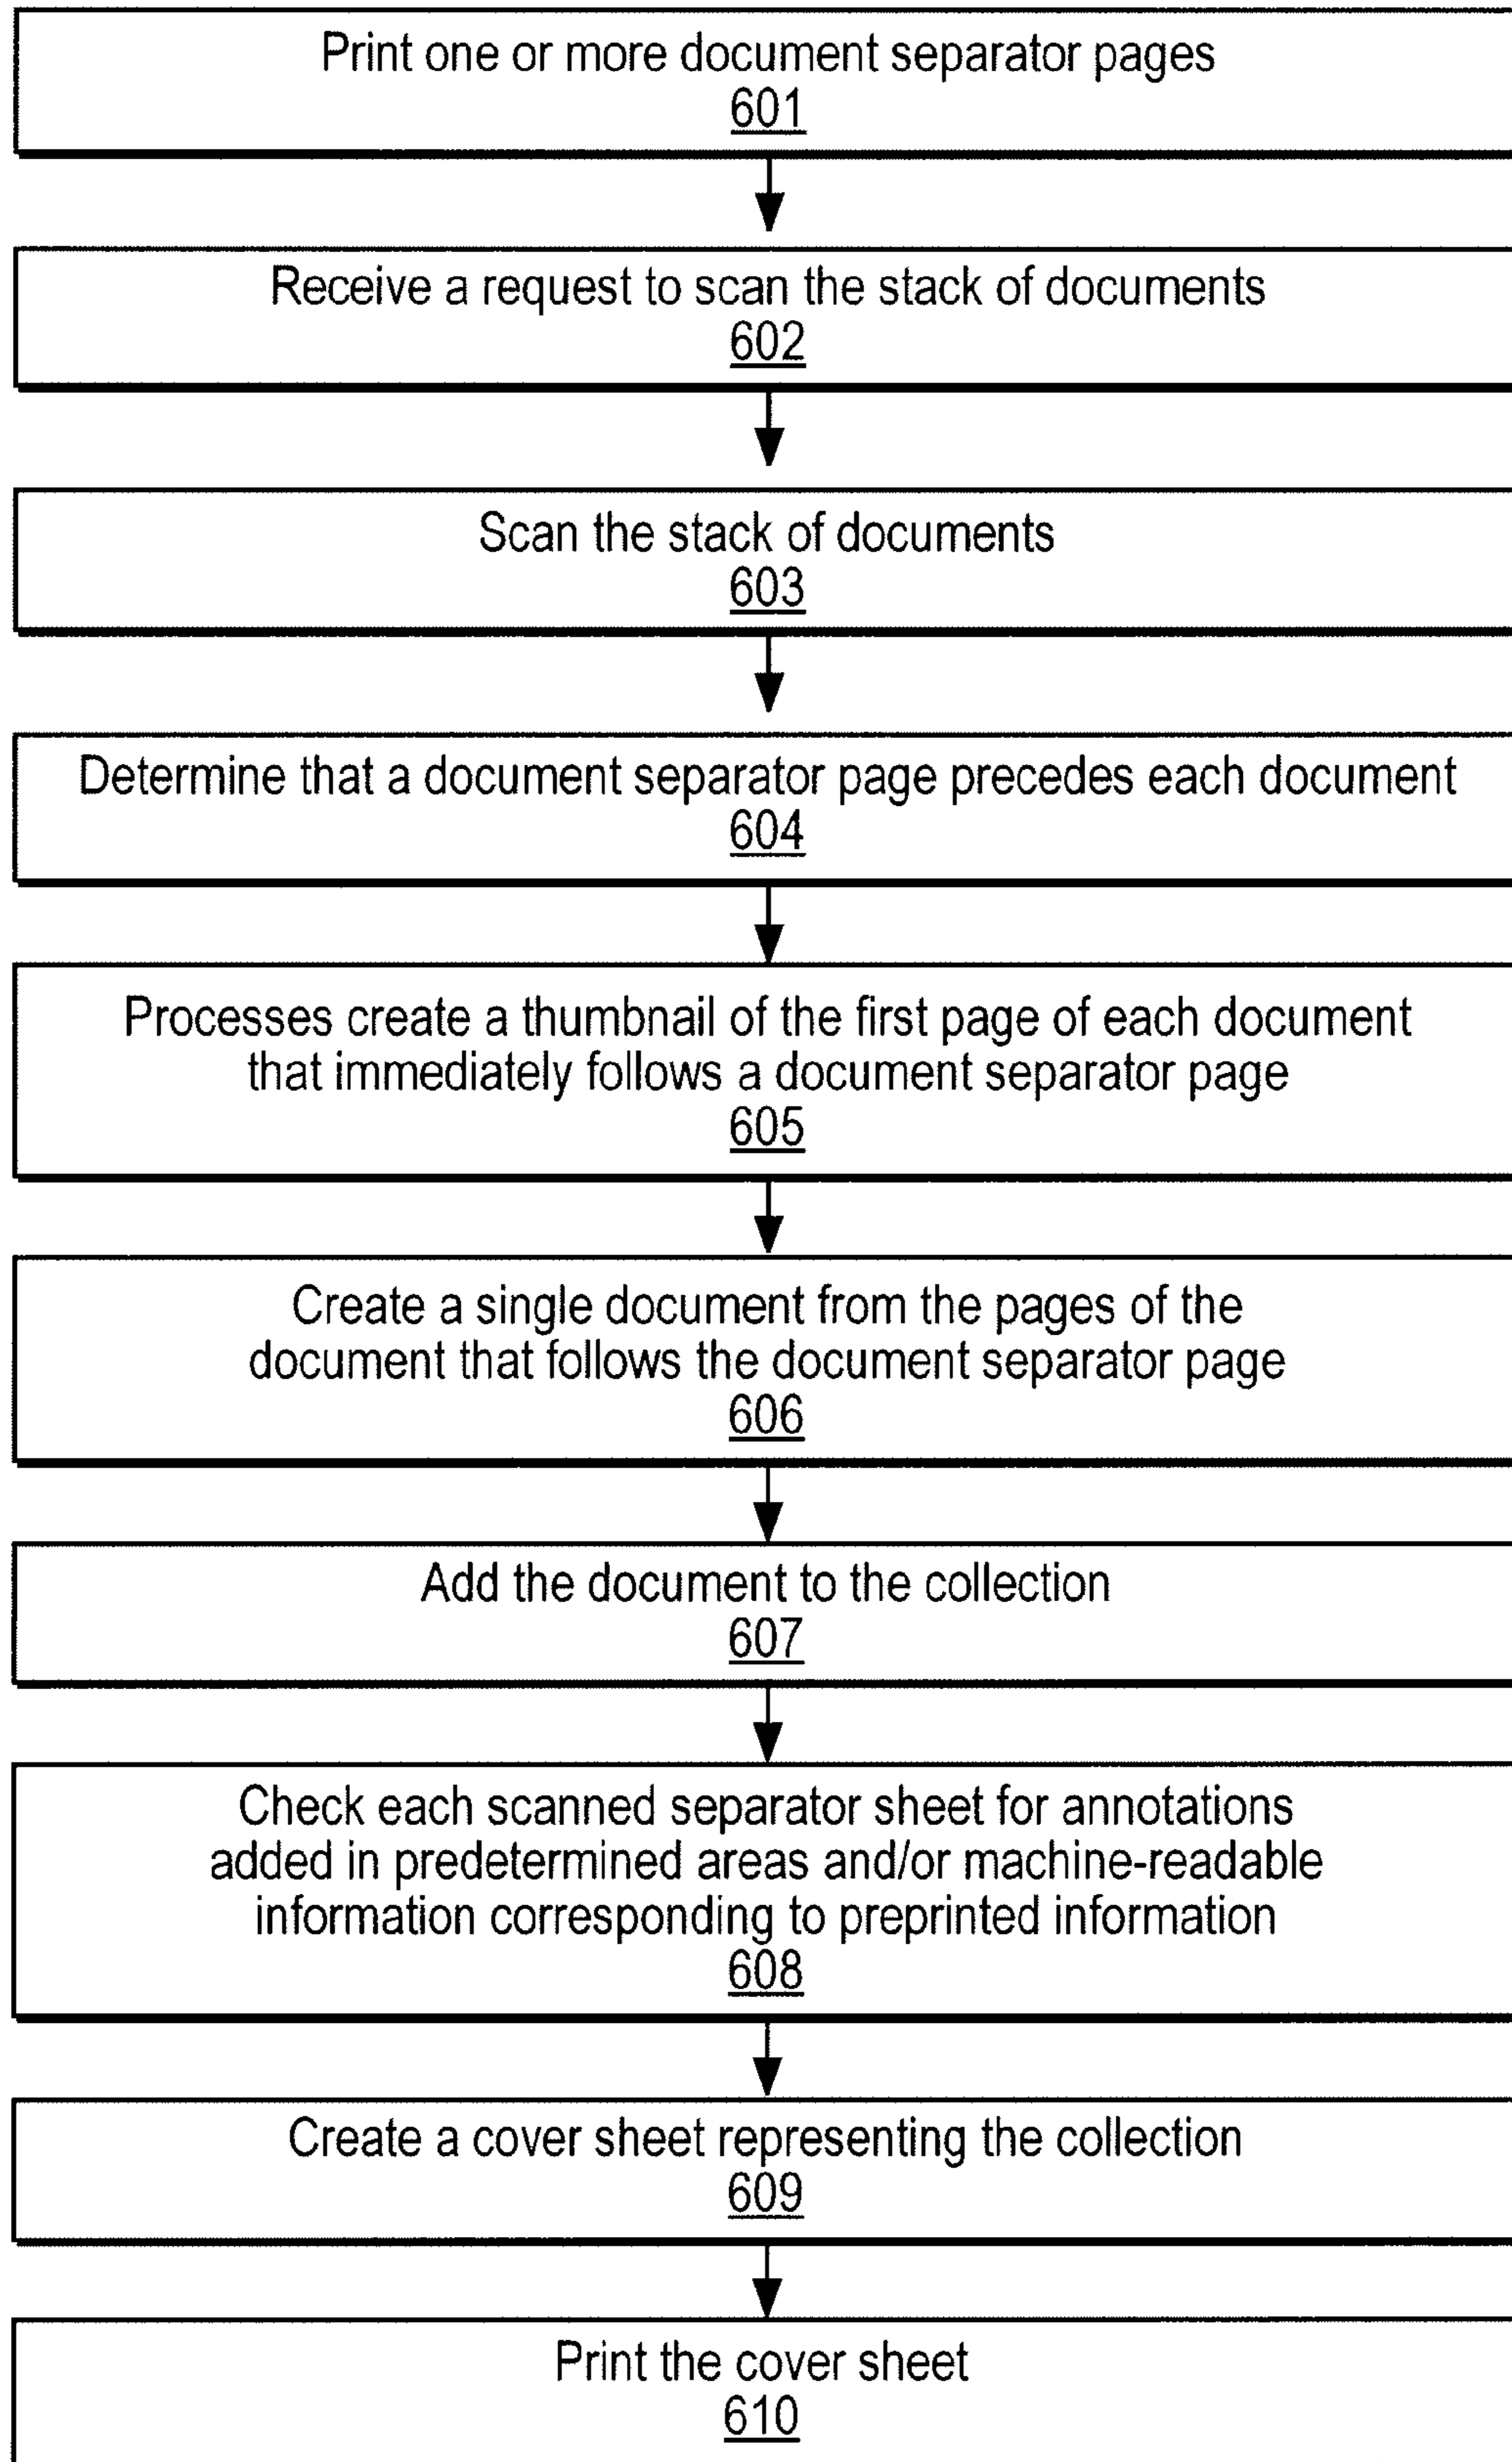 Print one or more document separator pages
601
Receive a request to scan the stack of documents
602
Scan the stack of documents
603
Determine that a document separator page precedes each document
604
Processes create a thumbnail of the first page of each document
that immediately follows a document separator page
605
Create a single document from the pages of the
document that follows the document separator page
606
Add the document to the collection
607
Check each scanned separator sheet for annotations
added in predetermined areas and/or machine-readable
information corresponding to preprinted information
608
Create a cover sheet representing the collection
609
Print the cover sheet
610